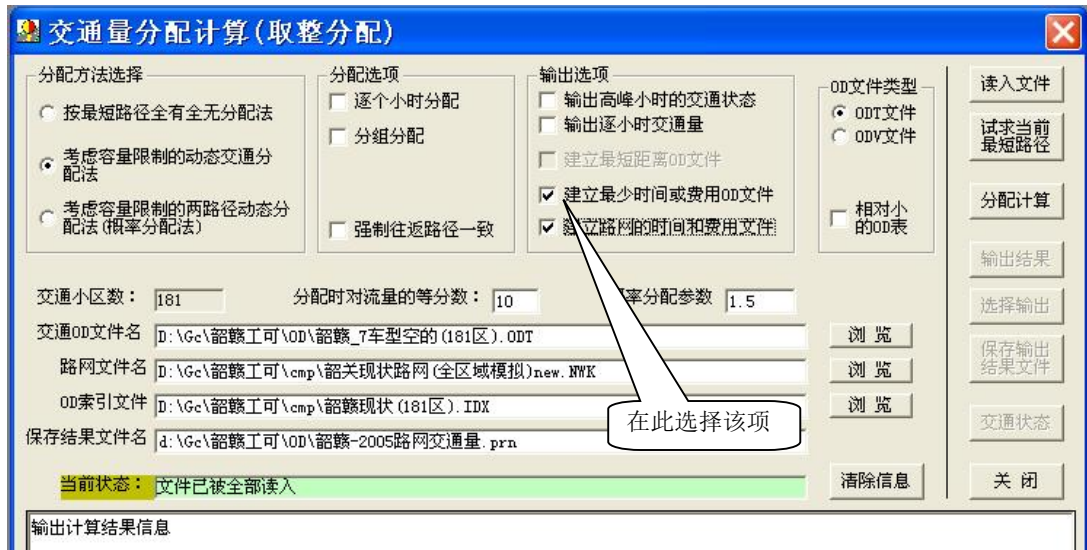 交通量分配计算(取整分配)
分配方法选择
按最短路径全有全无分配法
考虑容量限制的动态交通分
配法
考虑容量限制的两路径动态分
配法(概率分配法)
分配选项
逐个小时分配
分组分配
强制往返路径一致
输出选项
输出高峰小时的交通状态
输出逐小时交通量
建立最短距离OD文件
建立最少时间或费用OD文件
建立路网的时间和费用文件
OD文件类型
ODT文件
ODV文件
相对小
的OD表
读入文件
试求当前
最短路径
分配计算
输出结果
选择输出
保存输出
结果文件
交通状态
关 闭
交通小区数: 181
分配时对流量的等分数: 10
率分配参数 1.5
交通OD文件名 D:\Gc\韶赣工可\OD\韶赣_7车型空的(181区).ODT 浏 览
路网文件名 D:\Gc\韶赣工可\cmp\韶关现状路网(全区域模拟)new.NWK 浏 览
OD索引文件 D:\Gc\韶赣工可\cmp\韶赣现状(181区).IDX 浏 览
保存结果文件名 d:\Gc\韶赣工可\OD\韶赣-2005路网交通量.prn
在此选择该项
当前状态: 文件已被全部读入
清除信息
输出计算结果信息